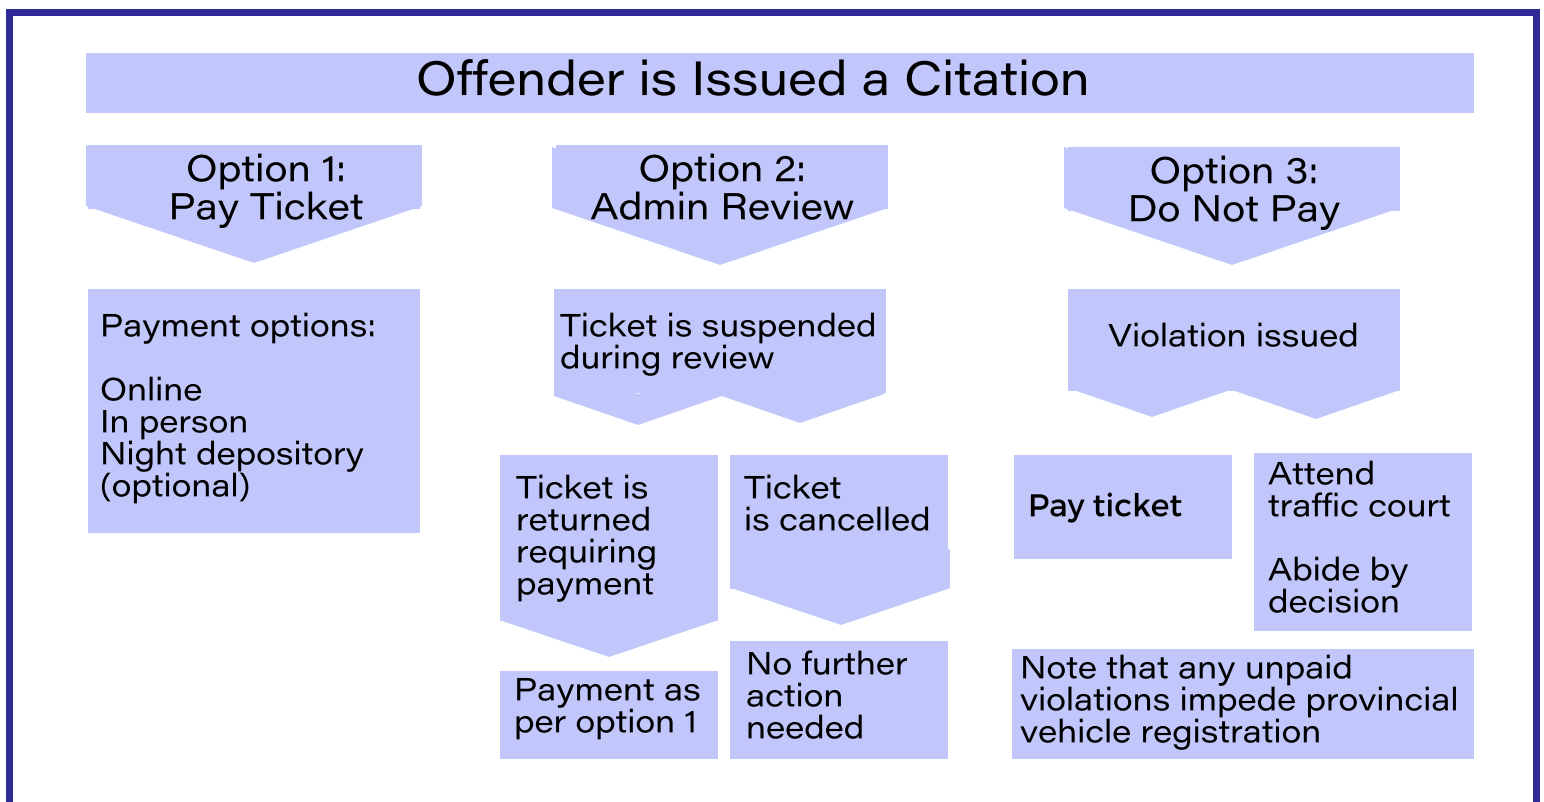 Offender is Issued a Citation
Option 1:
Pay Ticket
Payment options:
Online
In person
Night depository
(optional)
Option 2:
Admin Review
Ticket is suspended
during review
Ticket is
returned
requiring
payment
Payment as
per option 1
Ticket
is cancelled
No further
action
needed
Option 3:
Do Not Pay
Violation issued
Pay ticket
Attend
traffic court
Abide by
decision
Note that any unpaid
violations impede provincial
vehicle registration